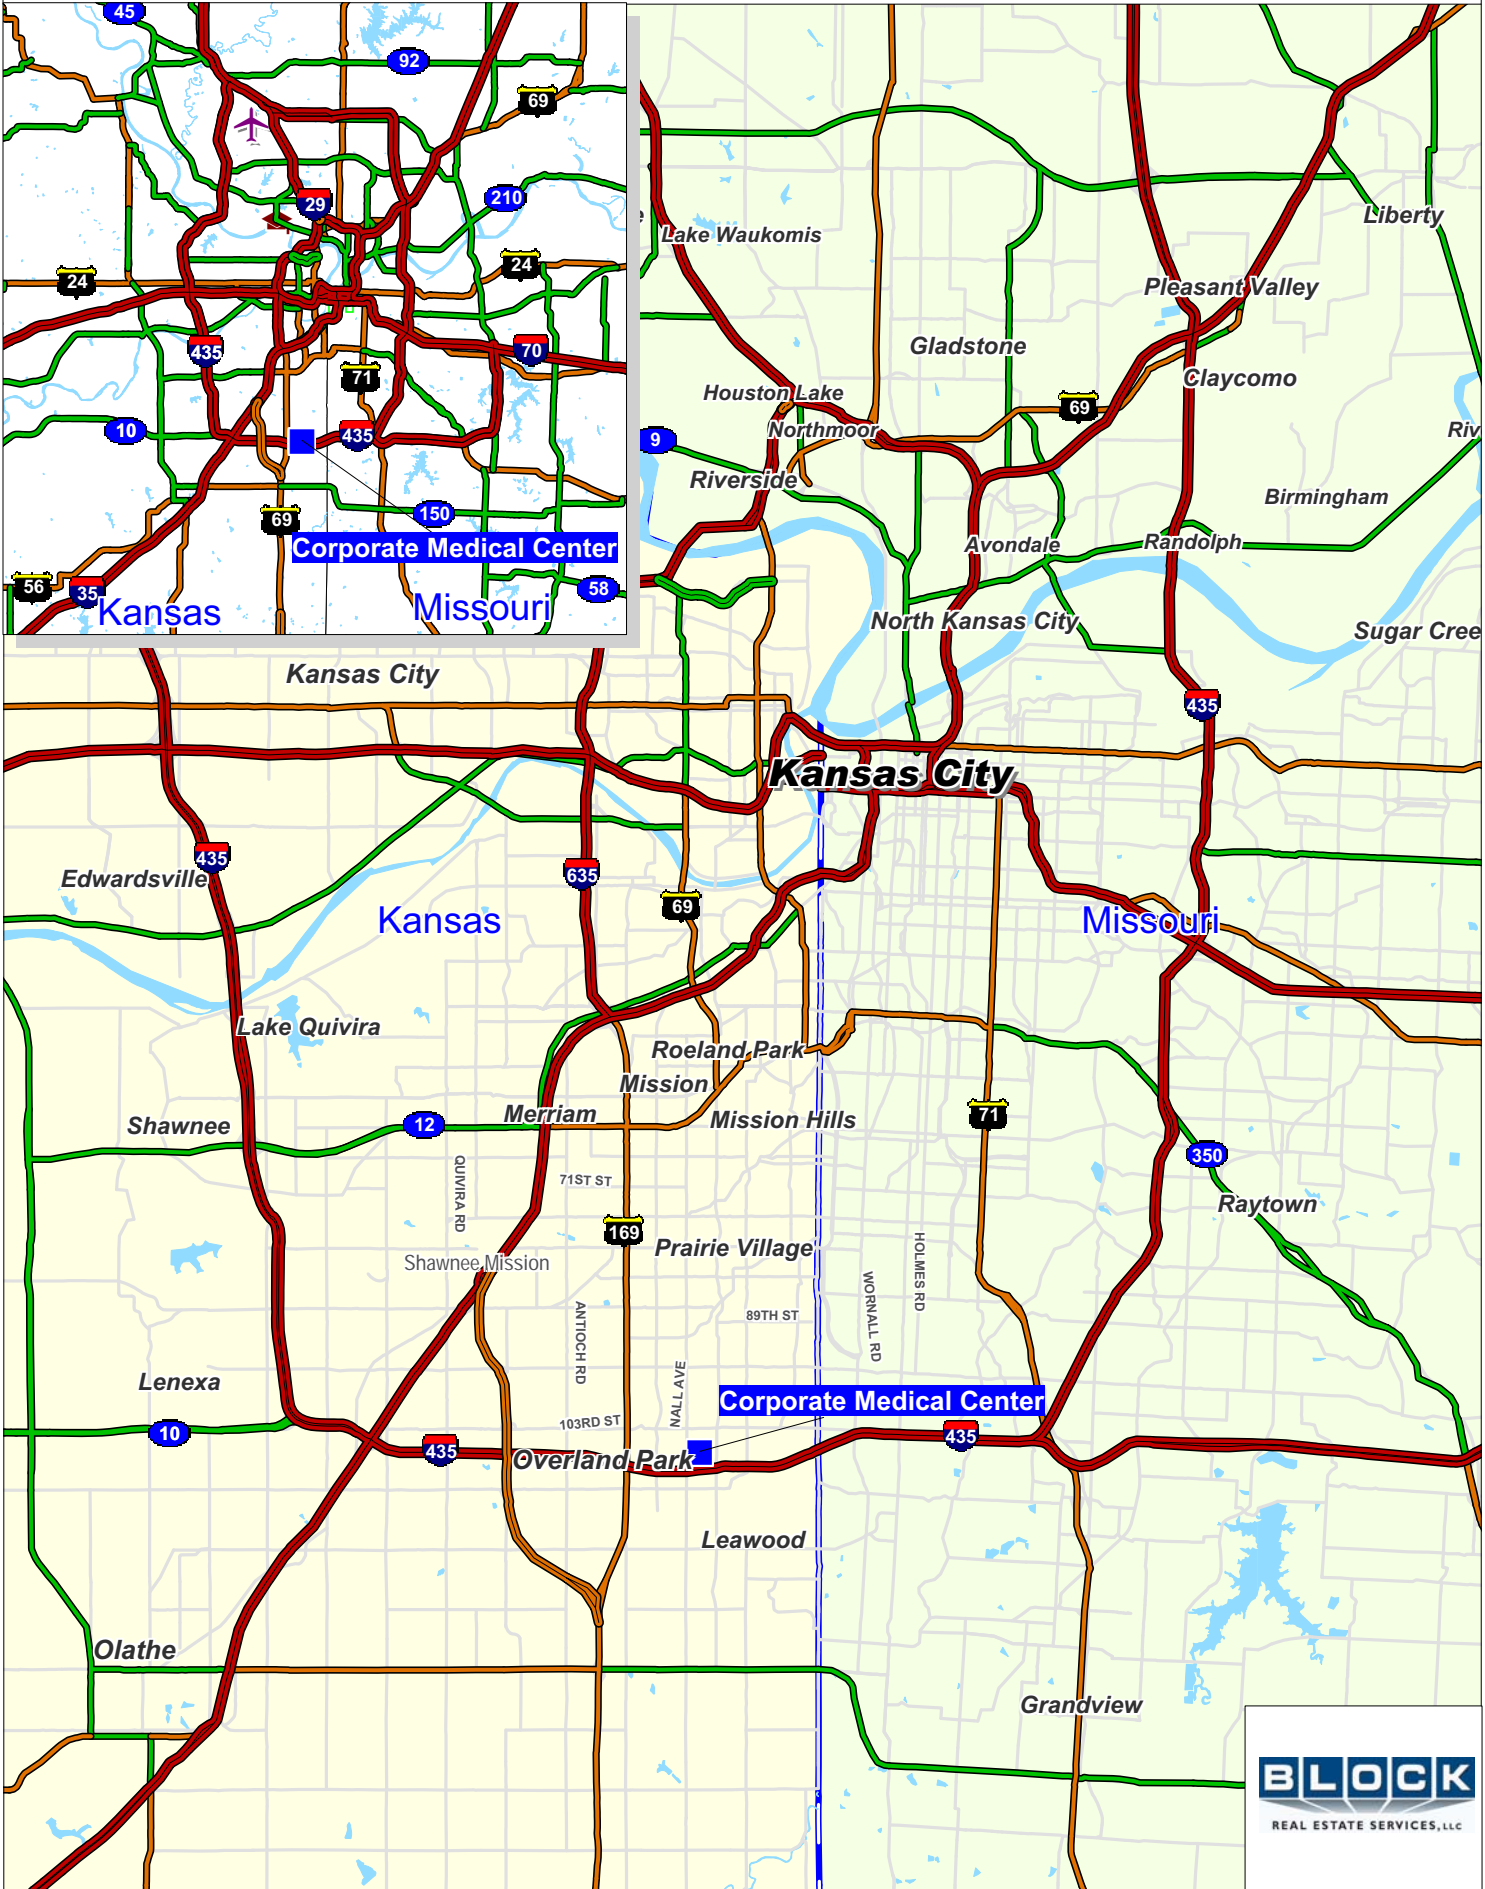 45
92
69
29
210
24
24
435
70
71
10
435
69
150
Corporate Medical Center
56
35
58
Kansas
Missouri
Lake Waukomis
Liberty
Pleasant Valley
Gladstone
Claycomo
Houston Lake
69
Northmoor
9
Riv
Riverside
Birmingham
Avondale
Randolph
North Kansas City
Sugar Cree
Kansas City
435
Kansas City
435
635
Edwardsville
69
Kansas
Missouri
Lake Quivira
Roeland Park
Mission
Merriam
Mission Hills
71
Shawnee
12
350
QUIVIRA RD
71ST ST
Raytown
169
Prairie Village
Shawnee Mission
HOLMES RD
WORNALL RD
89TH ST
ANTIOCH RD
Lenexa
NALL AVE
Corporate Medical Center
103RD ST
10
435
435
Overland Park
Leawood
Olathe
Grandview
BLOCK
REAL ESTATE SERVICES, LLC